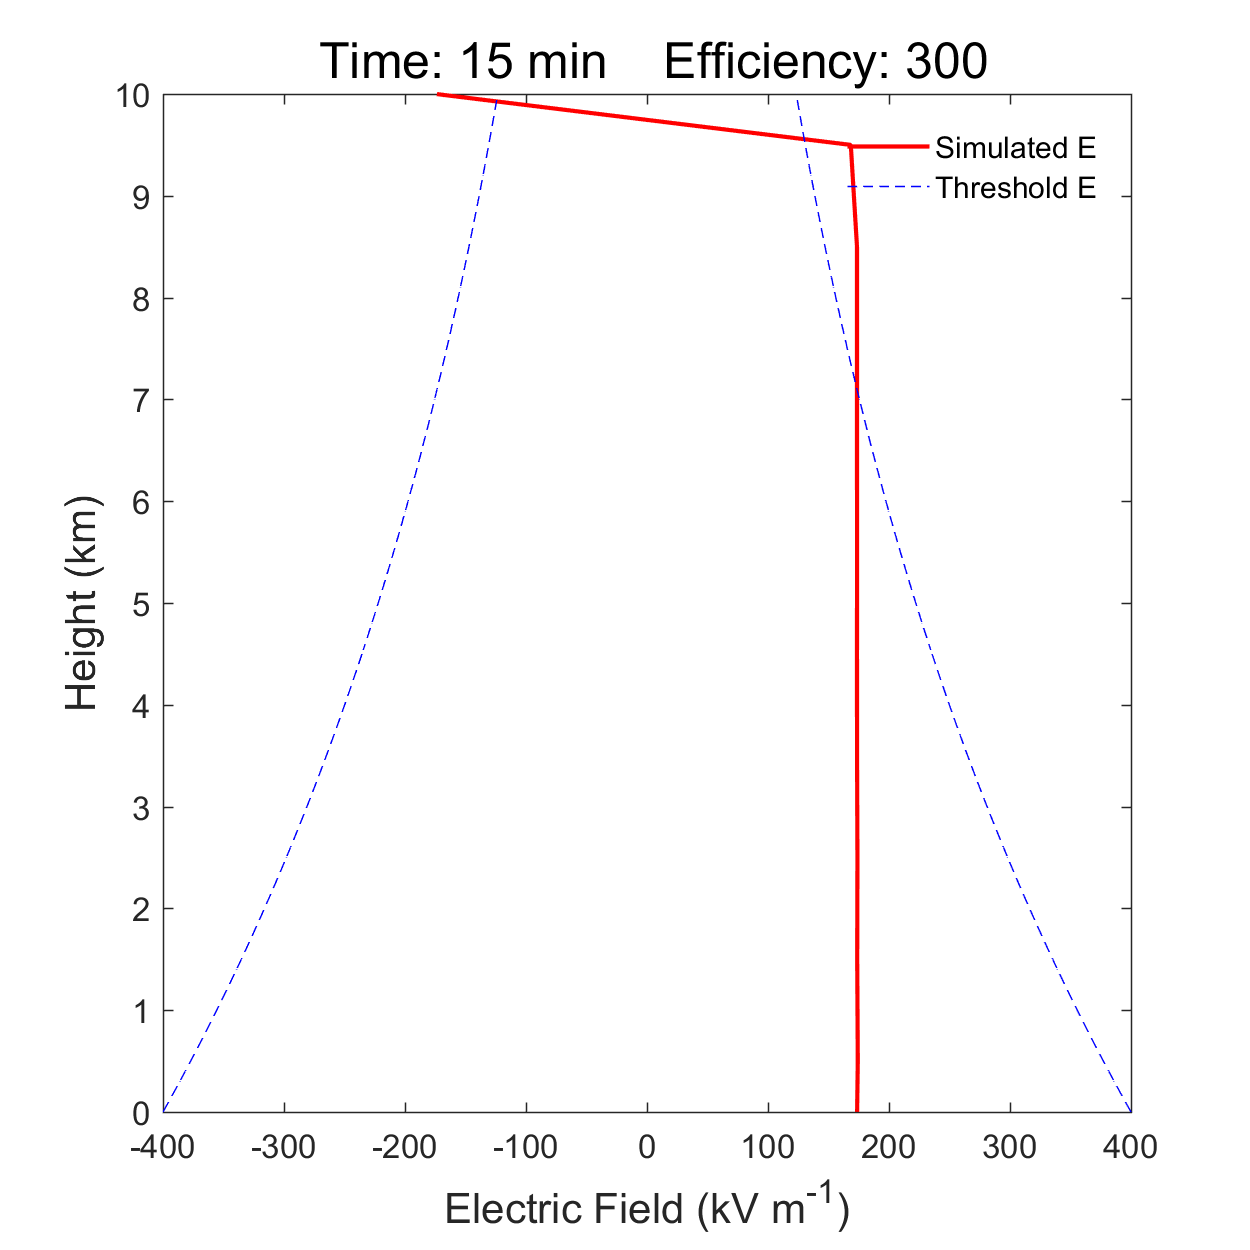 Time: 15 min    Efficiency: 300
10
9
8
7
6
5
4
3
2
1
0
Height (km)
Simulated E
Threshold E
-400 -300 -200 -100 0 100 200 300 400
Electric Field (kV m⁻¹)